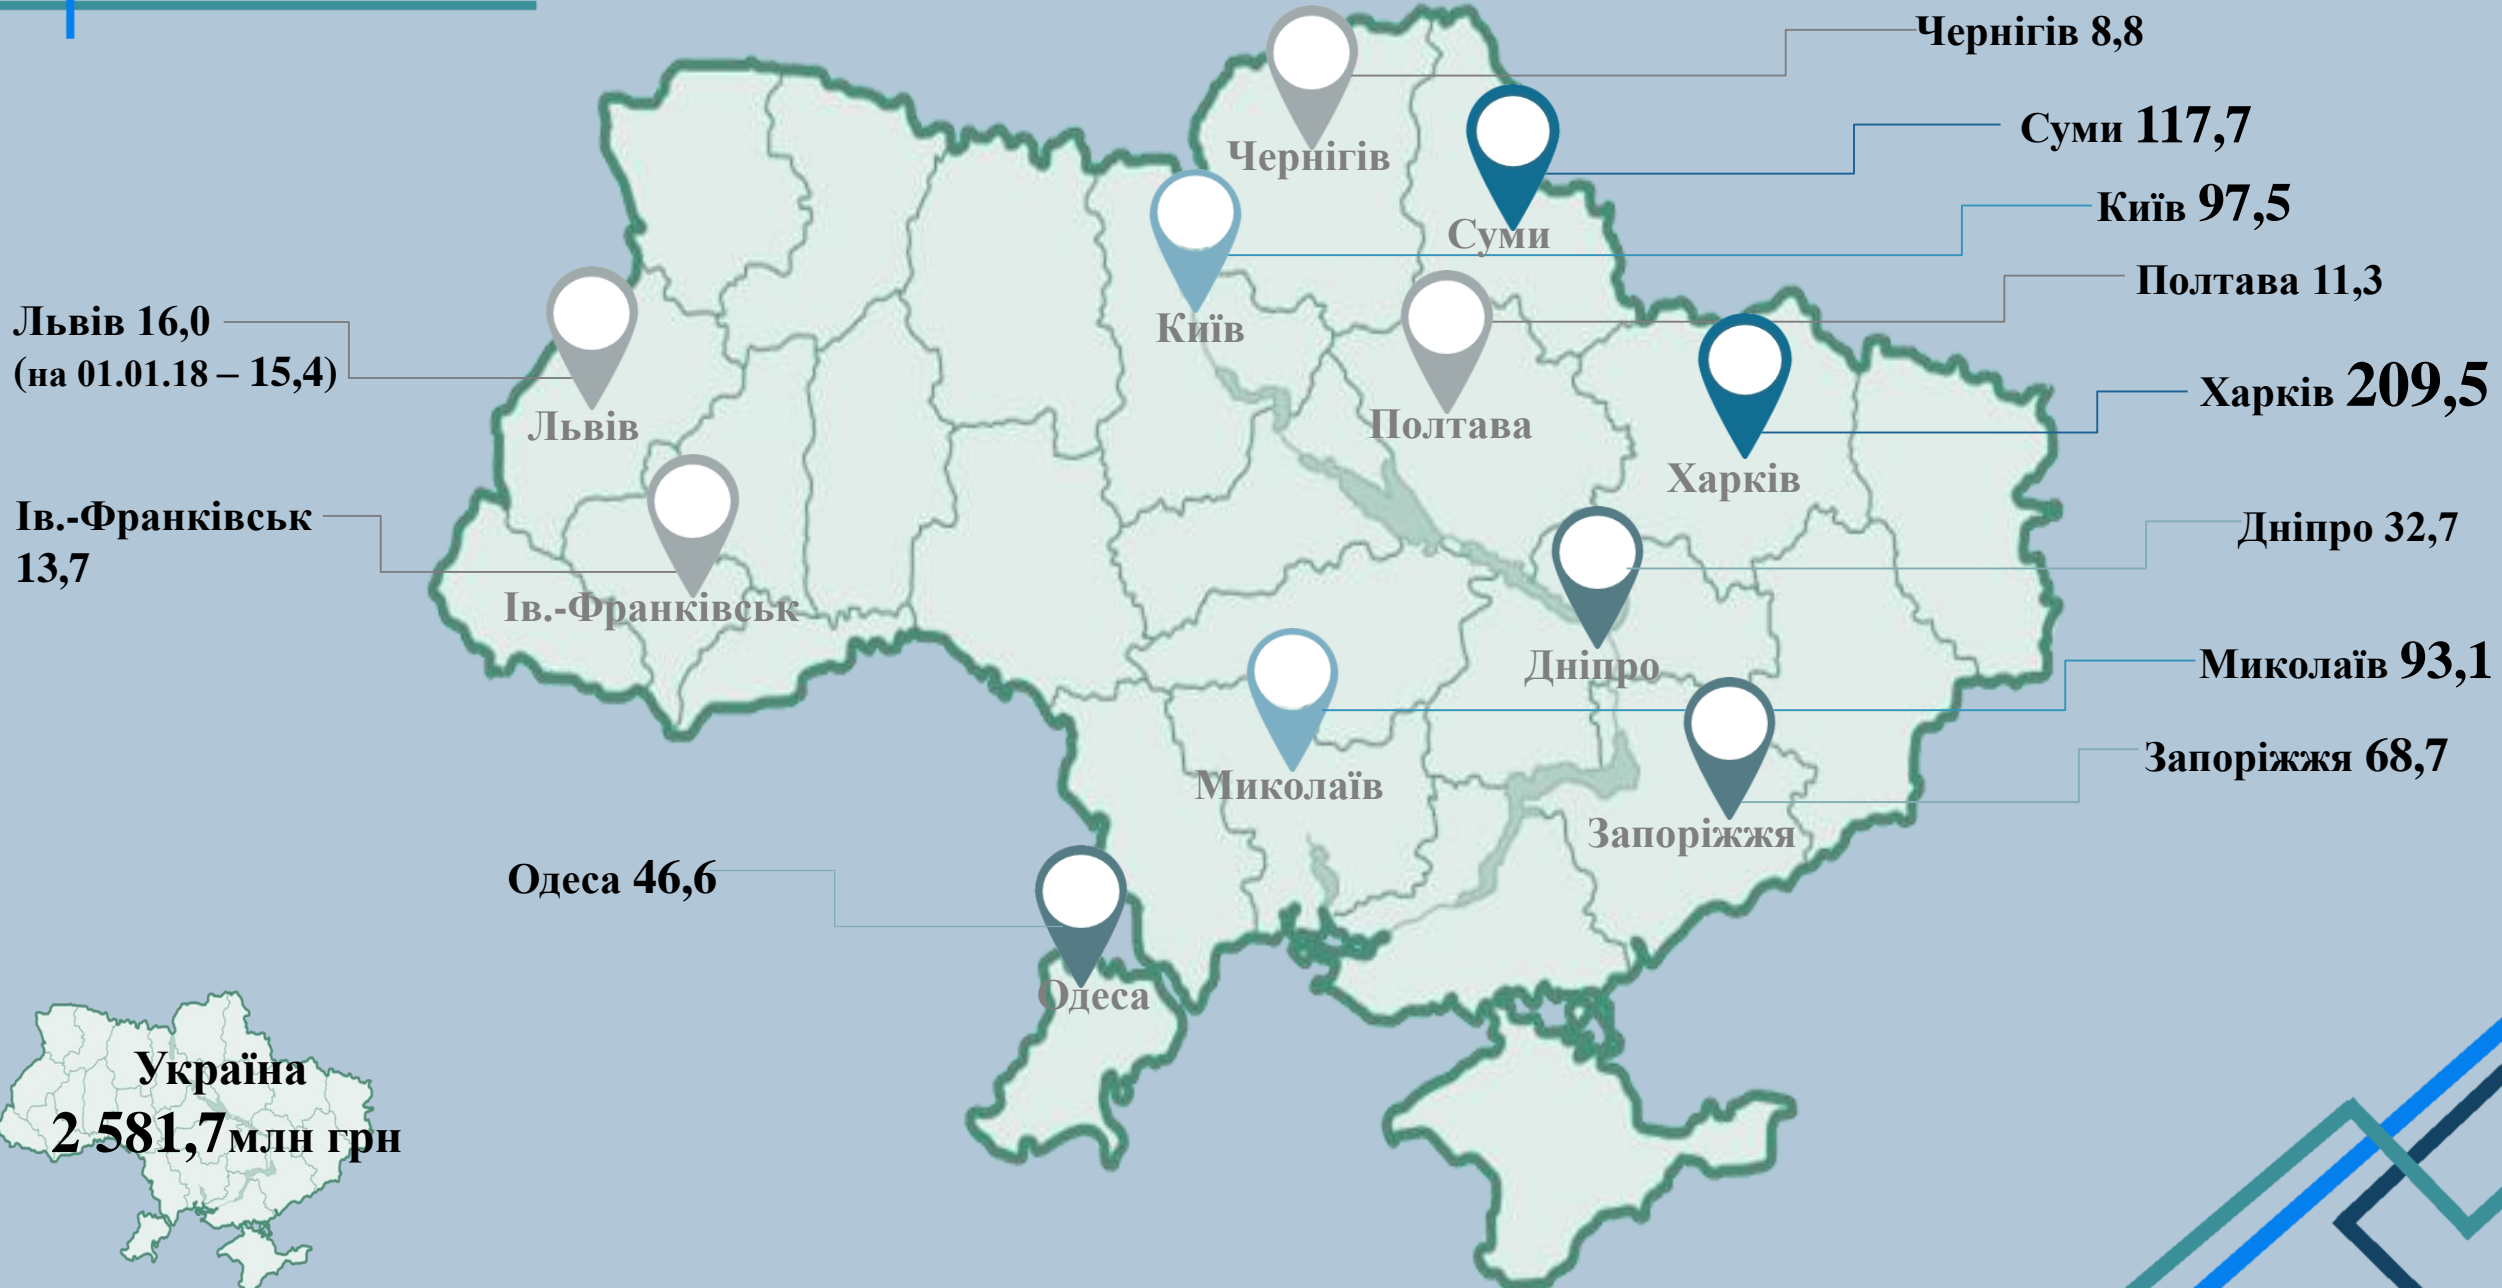 Чернігів 8,8
Суми 117,7
Київ 97,5
Полтава 11,3
Харків 209,5
Дніпро 32,7
Миколаїв 93,1
Запоріжжя 68,7
Львів 16,0
(на 01.01.18 – 15,4)
Ів.-Франківськ
13,7
Одеса 46,6
Чернігів
Суми
Київ
Полтава
Львів
Харків
Ів.-Франківськ
Дніпро
Миколаїв
Запоріжжя
Одеса
Україна
2 581,7млн грн